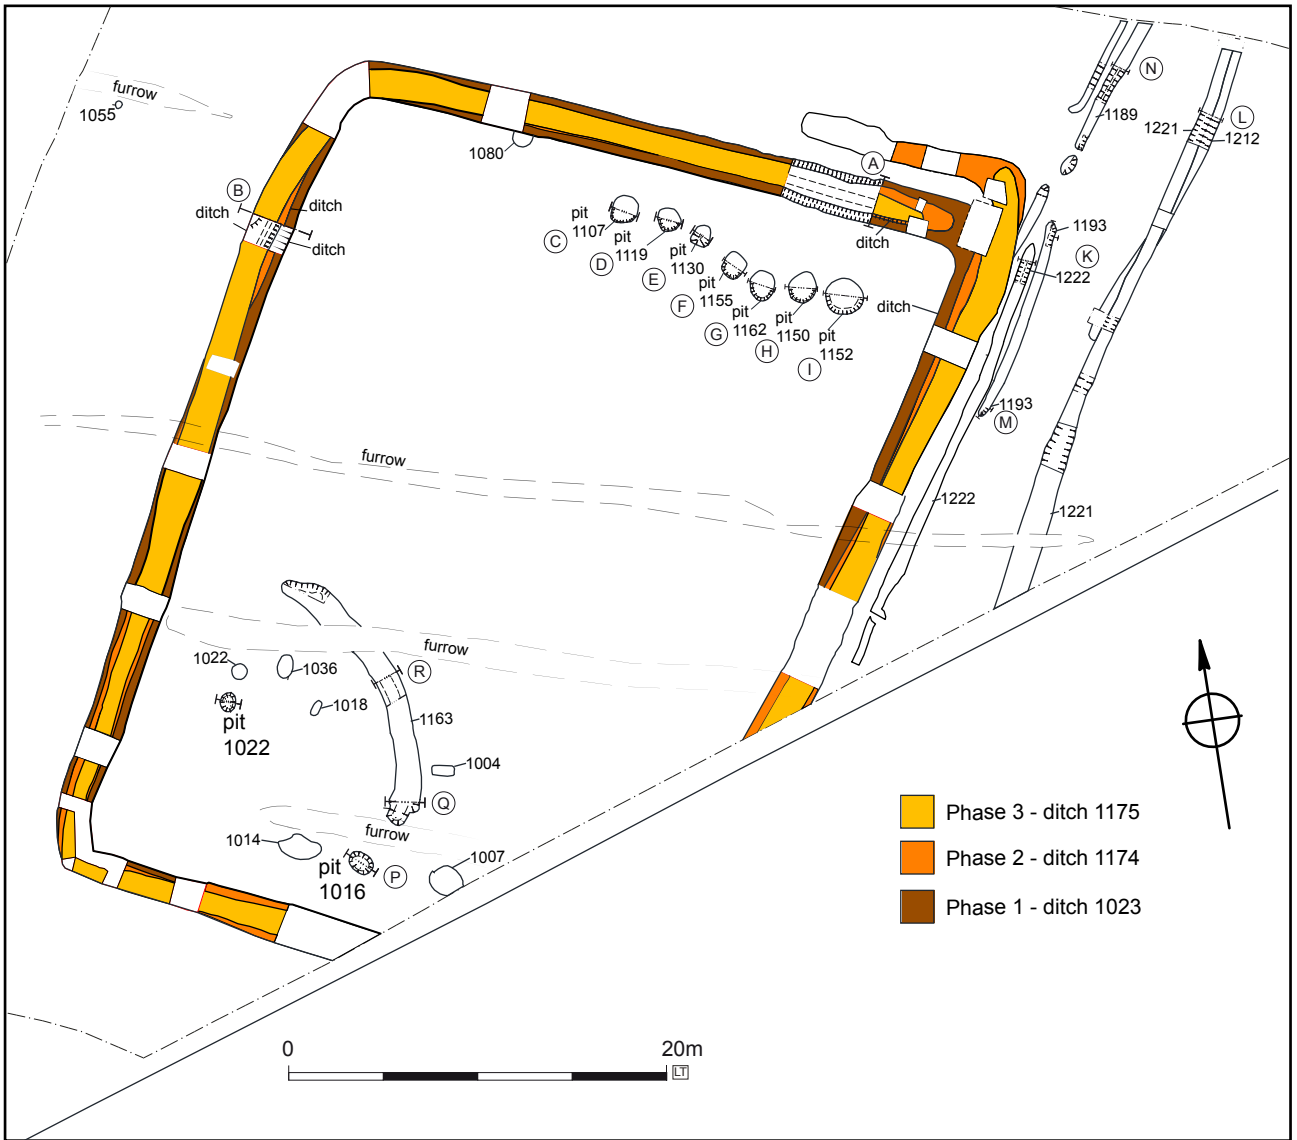 furrow
1055
1080
A
B
ditch
ditch
ditch
ditch
ditch
N
1189
L
1221
1212
pit
1107
C
pit
1119
D
pit
1130
E
pit
1155
F
pit
1162
G
pit
1150
H
pit
1152
I
1193
K
1222
1193
M
furrow
1222
1221
furrow
1022
1036
R
1018
pit
1022
1163
1004
Q
furrow
1014
pit
1016
P
1007
Phase 3 - ditch 1175
Phase 2 - ditch 1174
Phase 1 - ditch 1023
0
20m
LT